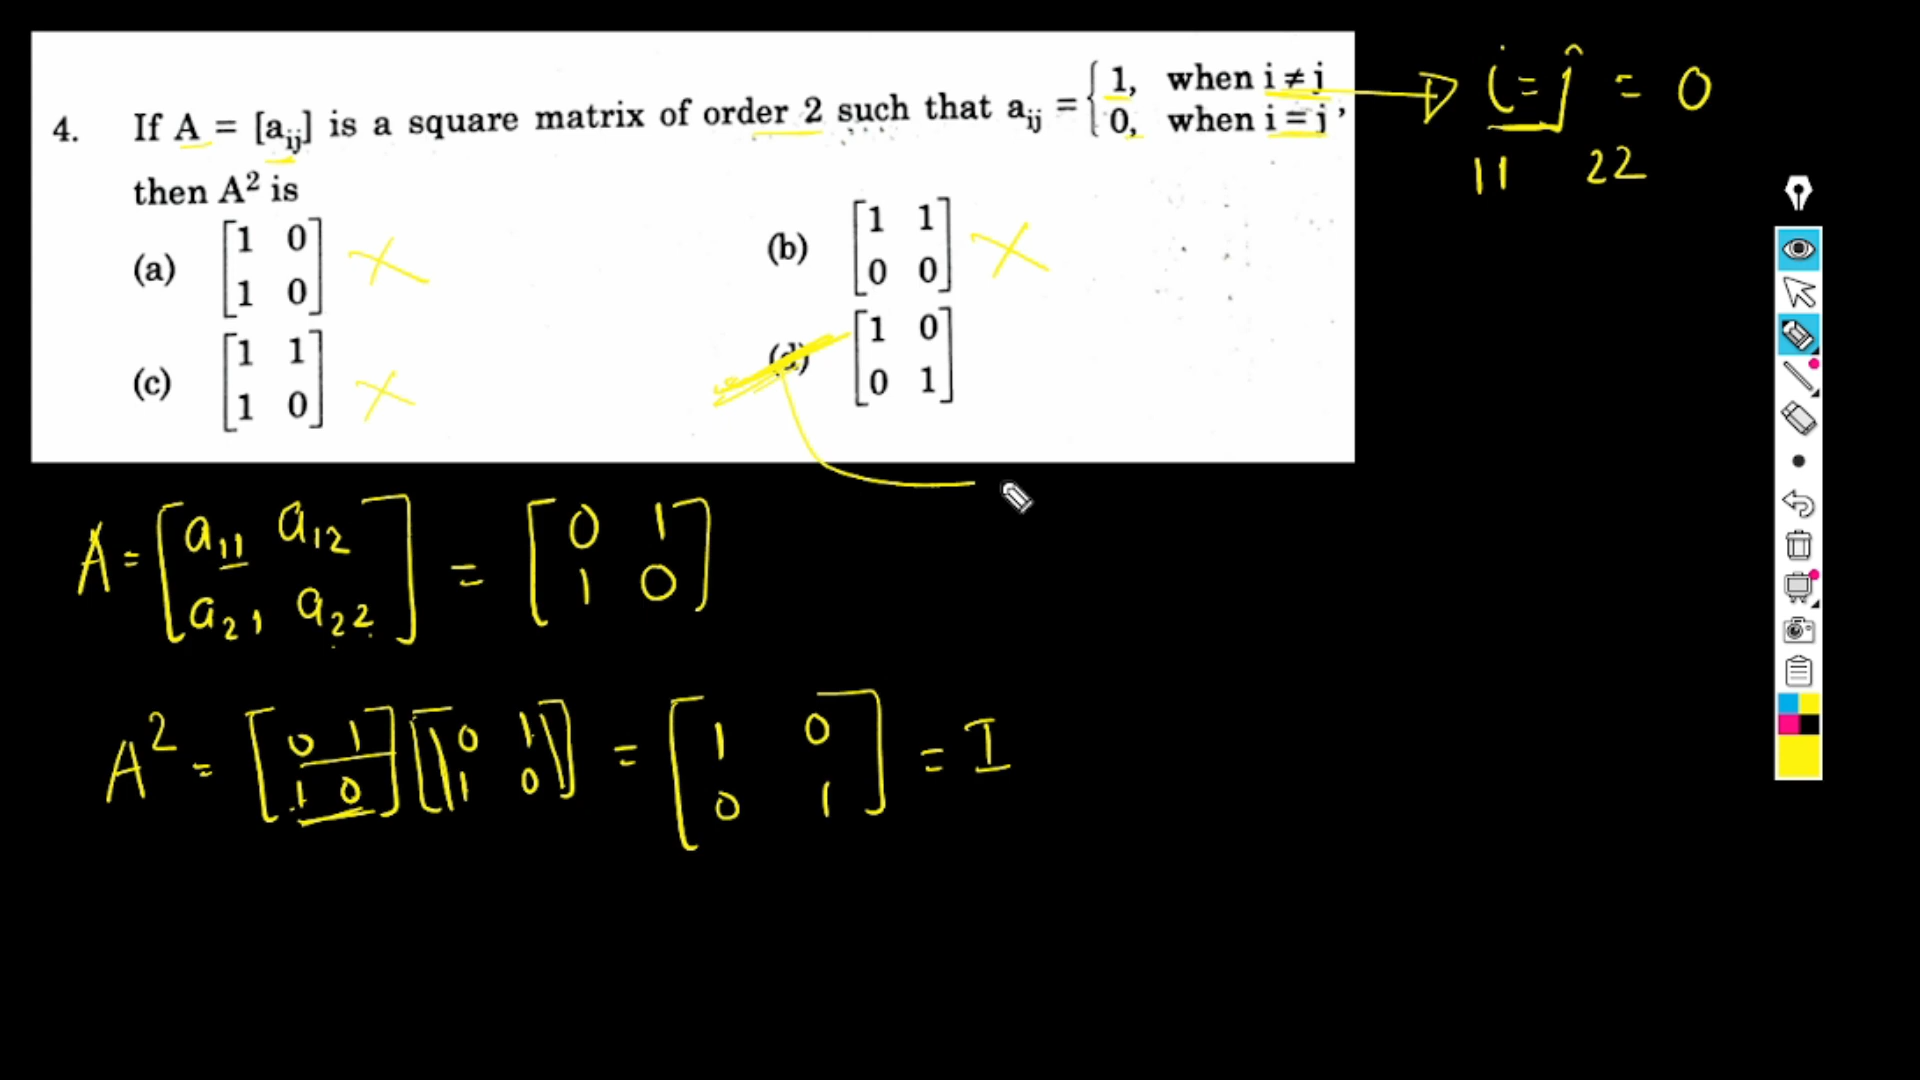 4. If A = [aij] is a square matrix of order 2 such that aij = { 1, when i ≠ j
0, when i = j ,
then A² is
(a) [1 0
1 0]
(b) [1 1
0 0]
(c) [1 1
1 0]
(d) [1 0
0 1]
i = j = 0
11 22
A = [a11 a12
a21 a22] = [0 1
1 0]
A² = [0 1
1 0] [0 1
1 0] = [1 0
0 1] = I